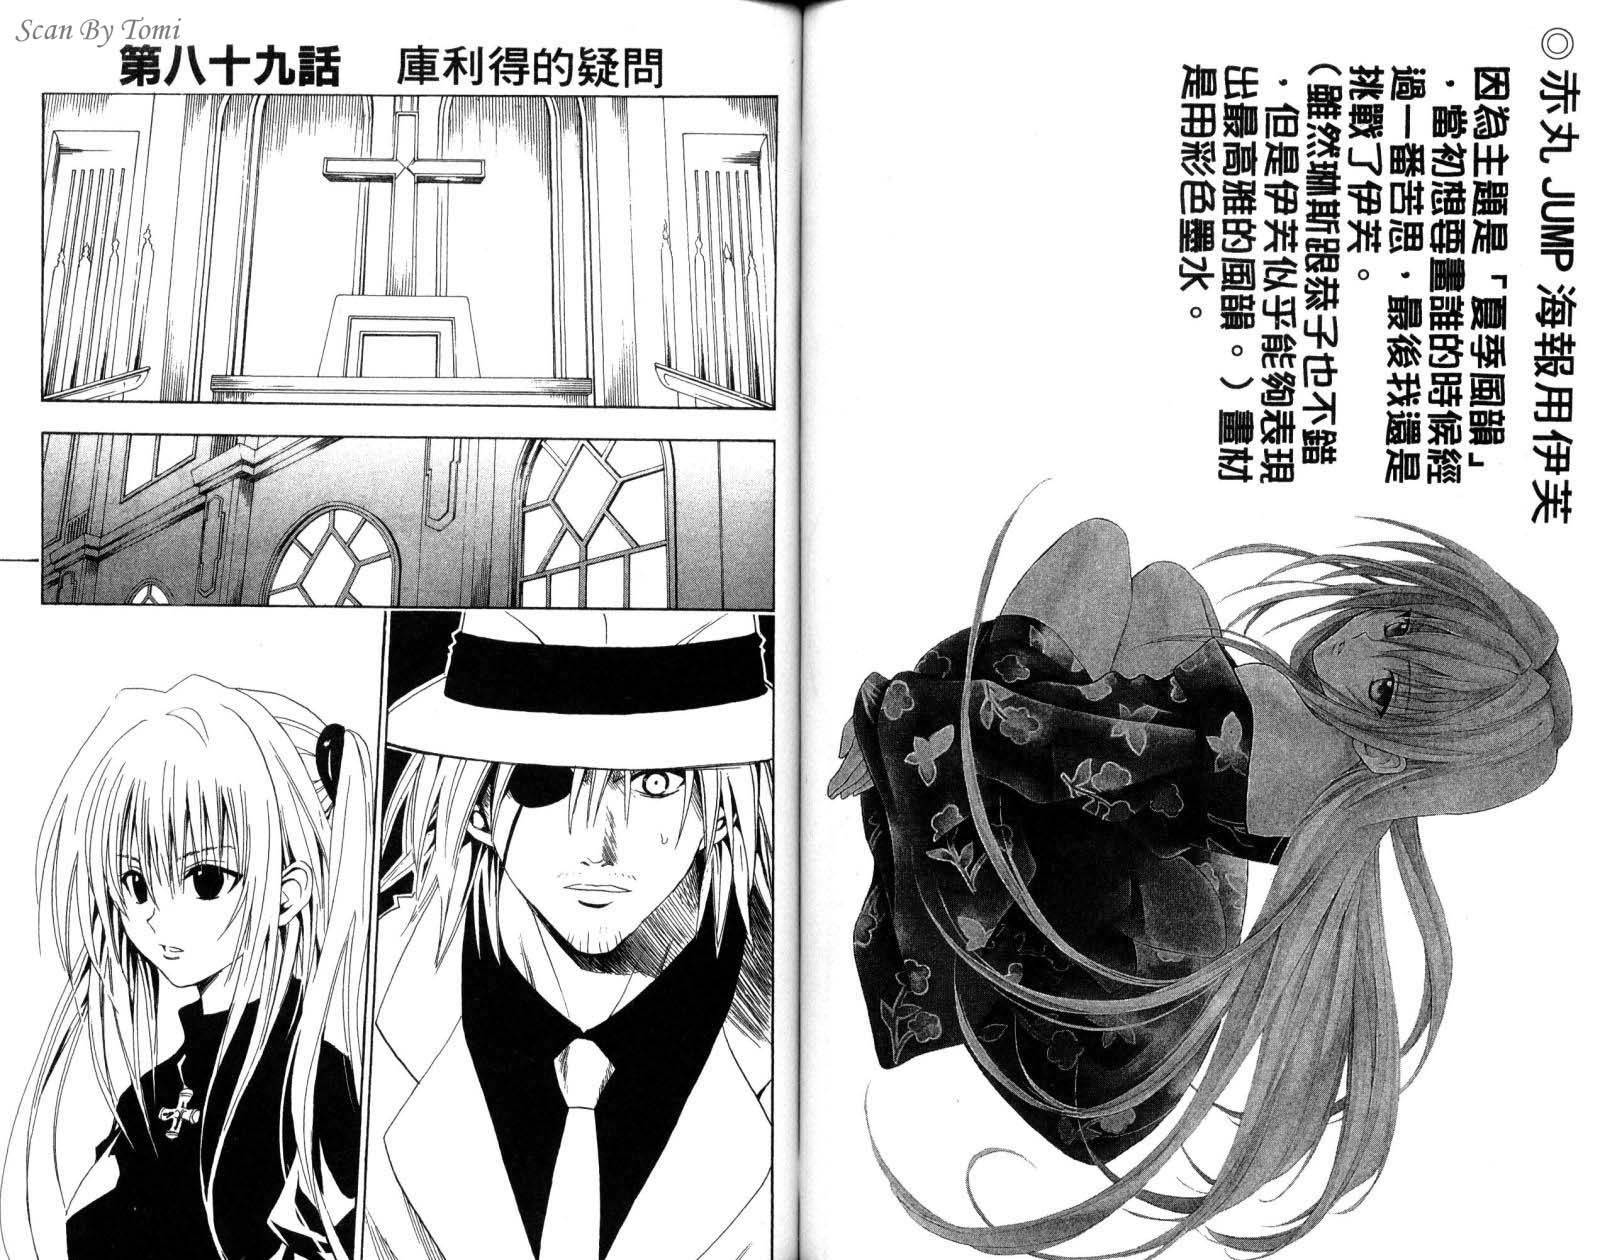 Scan By Tomi
第八十九話　庫利得的疑問
◎ 赤丸 JUMP 海報用伊芙
因為主題是「夏季風韻」
，當初想要畫誰的時候經
過一番苦思，最後我還是
挑戰了伊芙。
（雖然琳斯跟恭子也不錯
，但是伊芙似乎能夠表現
出最高雅的風韻。）畫材
是用彩色墨水。